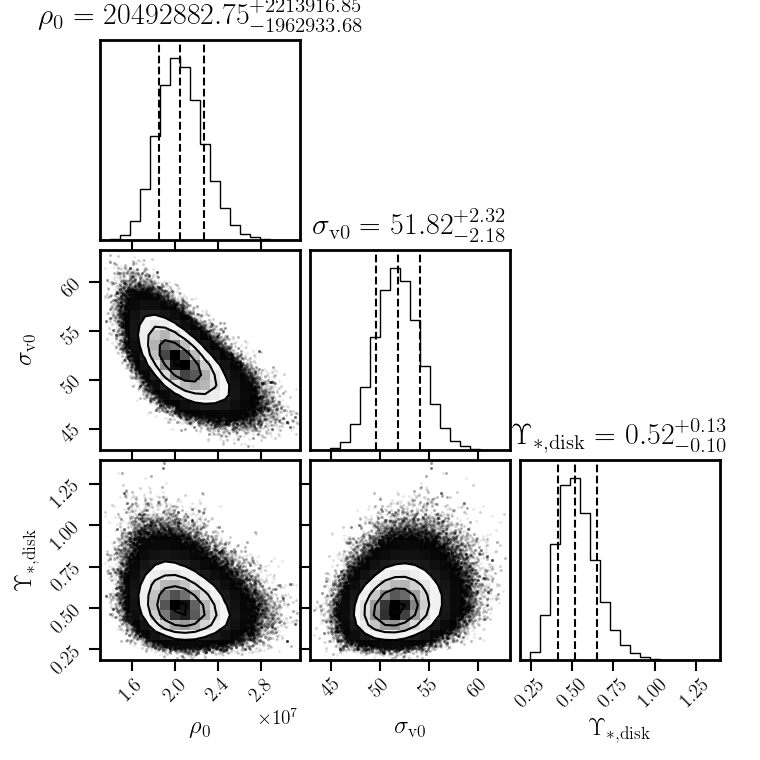 ρ₀ = 20492882.75⁺²²¹³⁹¹⁶·⁸⁵₋₁₉₆₂₉₃₃.₆₈
σᵥ₀ = 51.82⁺²·³²₋₂.₁₈
60
55
50
45
σᵥ₀
Υ*,disk = 0.52⁺⁰·¹³₋₀.₁₀
1.25
1.00
0.75
0.50
0.25
Υ*,disk
1.6 2.0 2.4 2.8
×10⁷
ρ₀
45 50 55 60
σᵥ₀
0.25 0.50 0.75 1.00 1.25
Υ*,disk